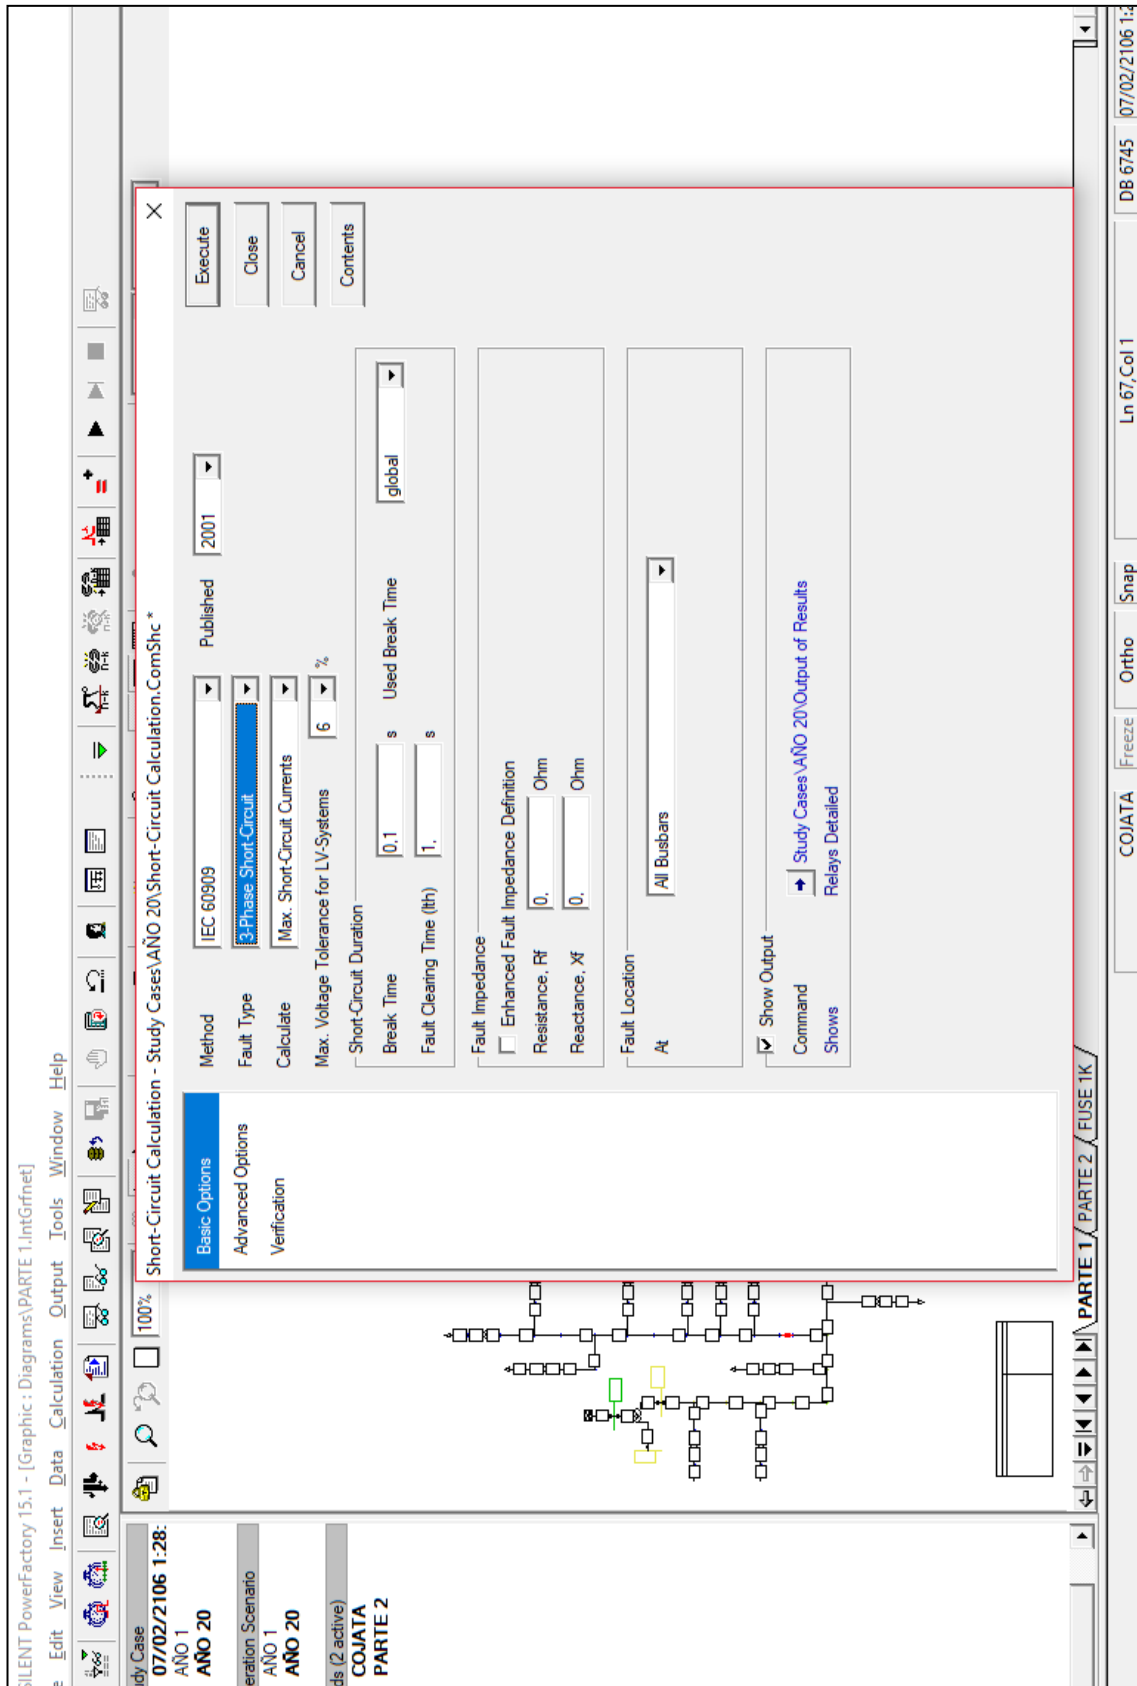 SILENT PowerFactory 15.1 - [Graphic : Diagrams\PARTE 1.IntGrfnet]
e Edit View Insert Data Calculation Output Tools Window Help
100%
dy Case
07/02/2106 1:28:
AÑO 1
AÑO 20
eration Scenario
AÑO 1
AÑO 20
ds (2 active)
COJATA
PARTE 2
Short-Circuit Calculation - Study Cases\AÑO 20\Short-Circuit Calculation.ComShc *
Basic Options
Advanced Options
Verification
Method IEC 60909 Published 2001
Fault Type 3-Phase Short-Circuit
Calculate Max. Short-Circuit Currents
Max. Voltage Tolerance for LV-Systems 6 %
Short-Circuit Duration
Break Time 0,1 s Used Break Time global
Fault Clearing Time (Ith) 1, s
Fault Impedance
Enhanced Fault Impedance Definition
Resistance, Rf 0, Ohm
Reactance, Xf 0, Ohm
Fault Location
At All Busbars
Show Output
Command Study Cases\AÑO 20\Output of Results
Shows Relays Detailed
Execute
Close
Cancel
Contents
PARTE 1 PARTE 2 FUSE 1K
COJATA Freeze Ortho Snap Ln 67,Col 1 DB 6745 07/02/2106 1:2